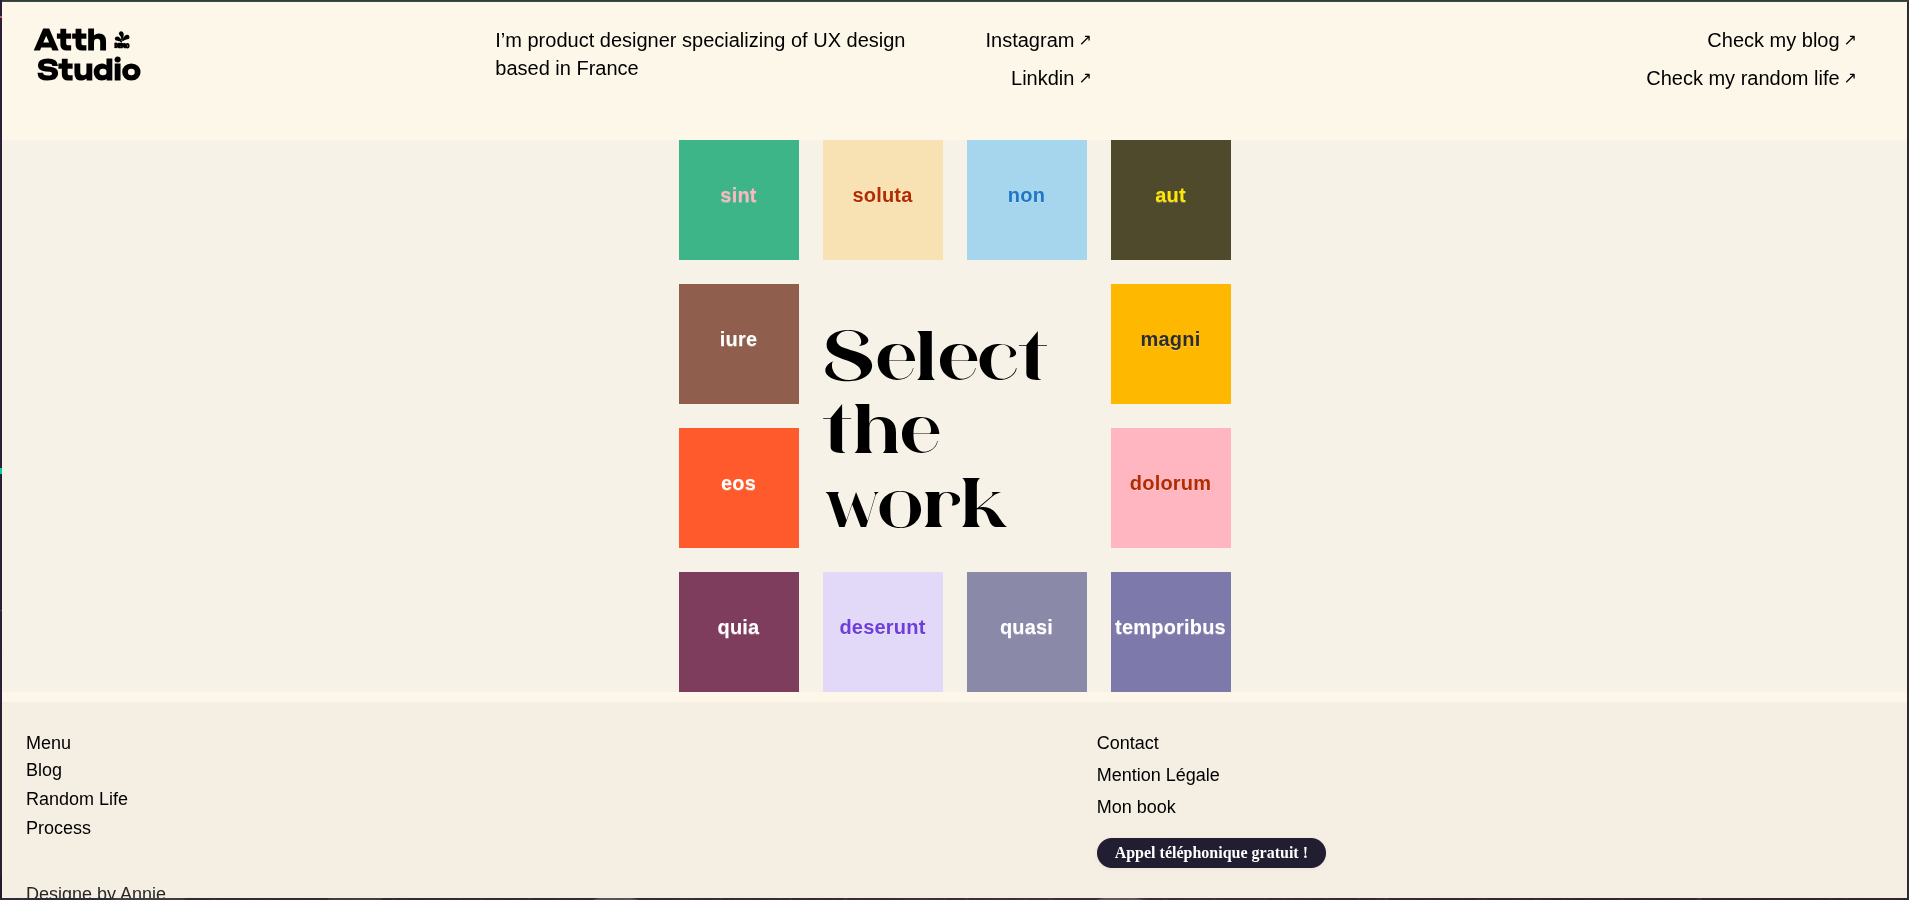 Atth
Studio
I'm product designer specializing of UX design
based in France
Instagram ↗
Linkdin ↗
Check my blog ↗
Check my random life ↗
sint
soluta
non
aut
iure
magni
Select
the
work
eos
dolorum
quia
deserunt
quasi
temporibus
Menu
Blog
Random Life
Process
Designe by Annie
Contact
Mention Légale
Mon book
Appel téléphonique gratuit !